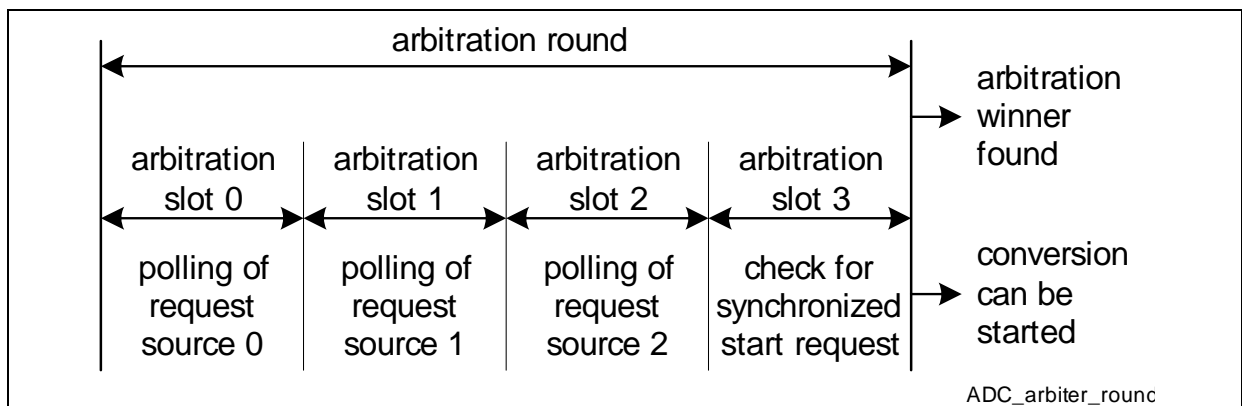 arbitration round
arbitration
winner
found
arbitration
slot 0
arbitration
slot 1
arbitration
slot 2
arbitration
slot 3
polling of
request
source 0
polling of
request
source 1
polling of
request
source 2
check for
synchronized
start request
conversion
can be
started
ADC_arbiter_round